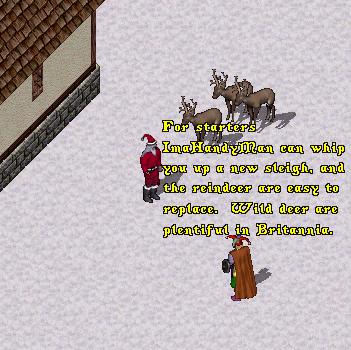 For starters
ImaHandyMan can whip
you up a new sleigh, and
the reindeer are easy to
replace. Wild deer are
plentiful in Britannia.